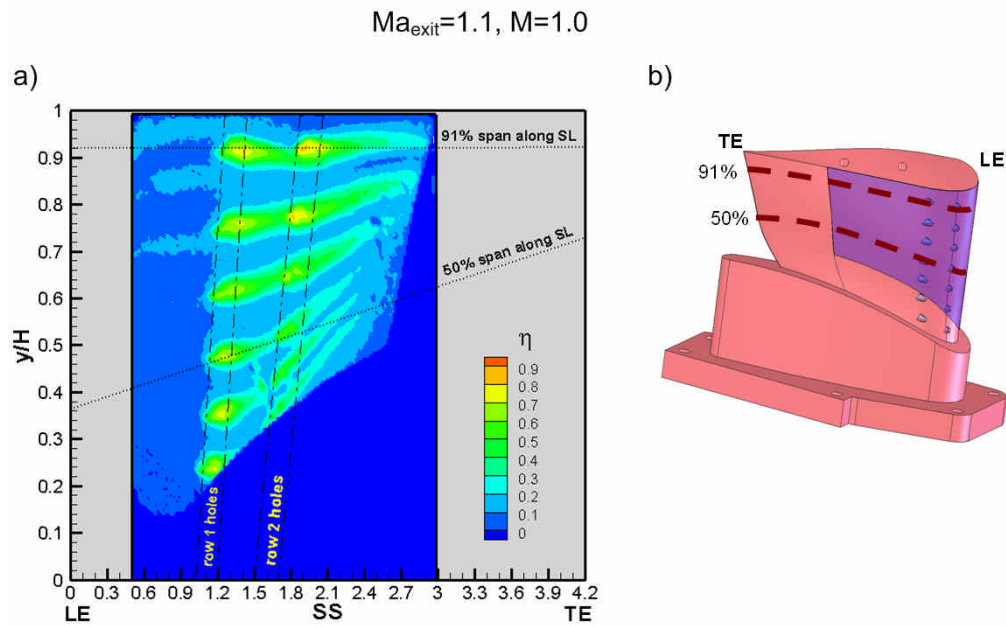 Ma_exit=1.1, M=1.0
a)
b)
y/H
1
0.9
0.8
0.7
0.6
0.5
0.4
0.3
0.2
0.1
0
91% span along SL
50% span along SL
η
0.9
0.8
0.7
0.6
0.5
0.4
0.3
0.2
0.1
0
row 1 holes
row 2 holes
0 0.3 0.6 0.9 1.2 1.5 1.8 2.1 2.4 2.7 3 3.3 3.6 3.9 4.2
LE SS TE
TE
LE
91%
50%